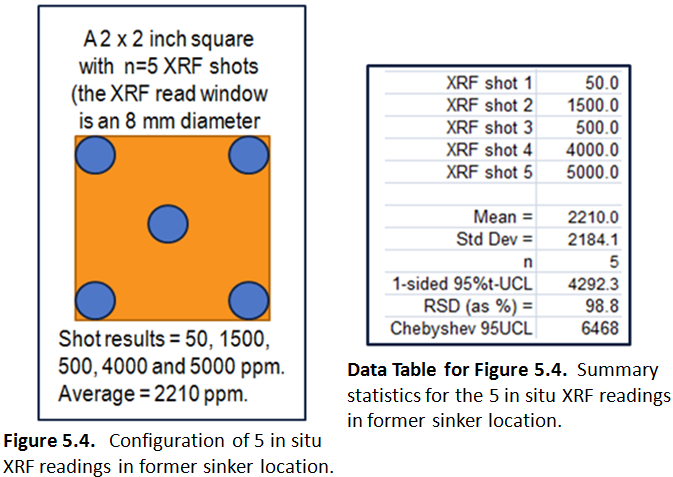 A 2 x 2 inch square
with n=5 XRF shots
(the XRF read window
is an 8 mm diameter
Shot results = 50, 1500,
500, 4000 and 5000 ppm.
Average = 2210 ppm.
Figure 5.4. Configuration of 5 in situ
XRF readings in former sinker location.
XRF shot 1 50.0
XRF shot 2 1500.0
XRF shot 3 500.0
XRF shot 4 4000.0
XRF shot 5 5000.0
Mean = 2210.0
Std Dev = 2184.1
n 5
1-sided 95%t-UCL 4292.3
RSD (as %) = 98.8
Chebyshev 95UCL 6468
Data Table for Figure 5.4. Summary
statistics for the 5 in situ XRF readings
in former sinker location.